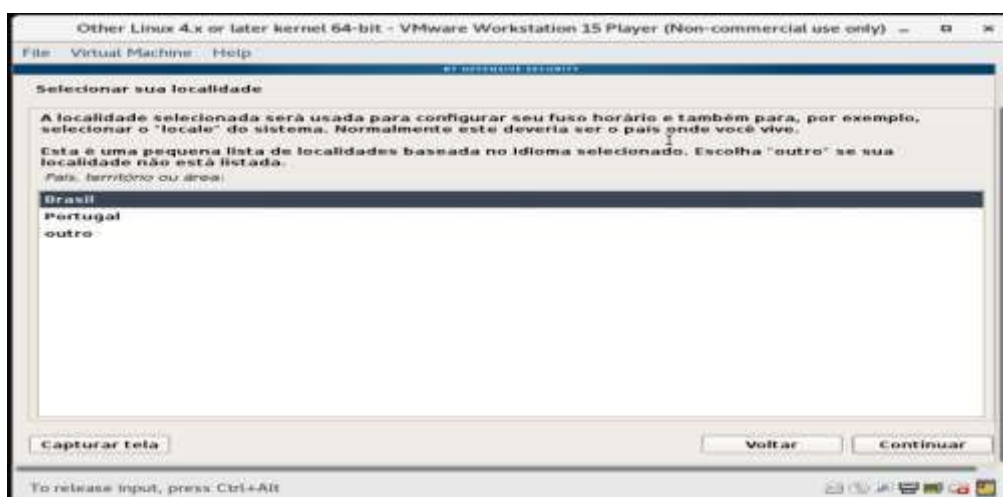 Other Linux 4.x or later kernel 64-bit - VMware Workstation 15 Player (Non-commercial use only)
File Virtual Machine Help
BY OFFENSIVE SECURITY
Selecionar sua localidade
A localidade selecionada será usada para configurar seu fuso horário e também para, por exemplo,
selecionar o "locale" do sistema. Normalmente este deveria ser o país onde você vive.
Esta é uma pequena lista de localidades baseada no idioma selecionado. Escolha "outro" se sua
localidade não está listada.
País, território ou área:
Brasil
Portugal
outro
Capturar tela
Voltar
Continuar
To release input, press Ctrl+Alt